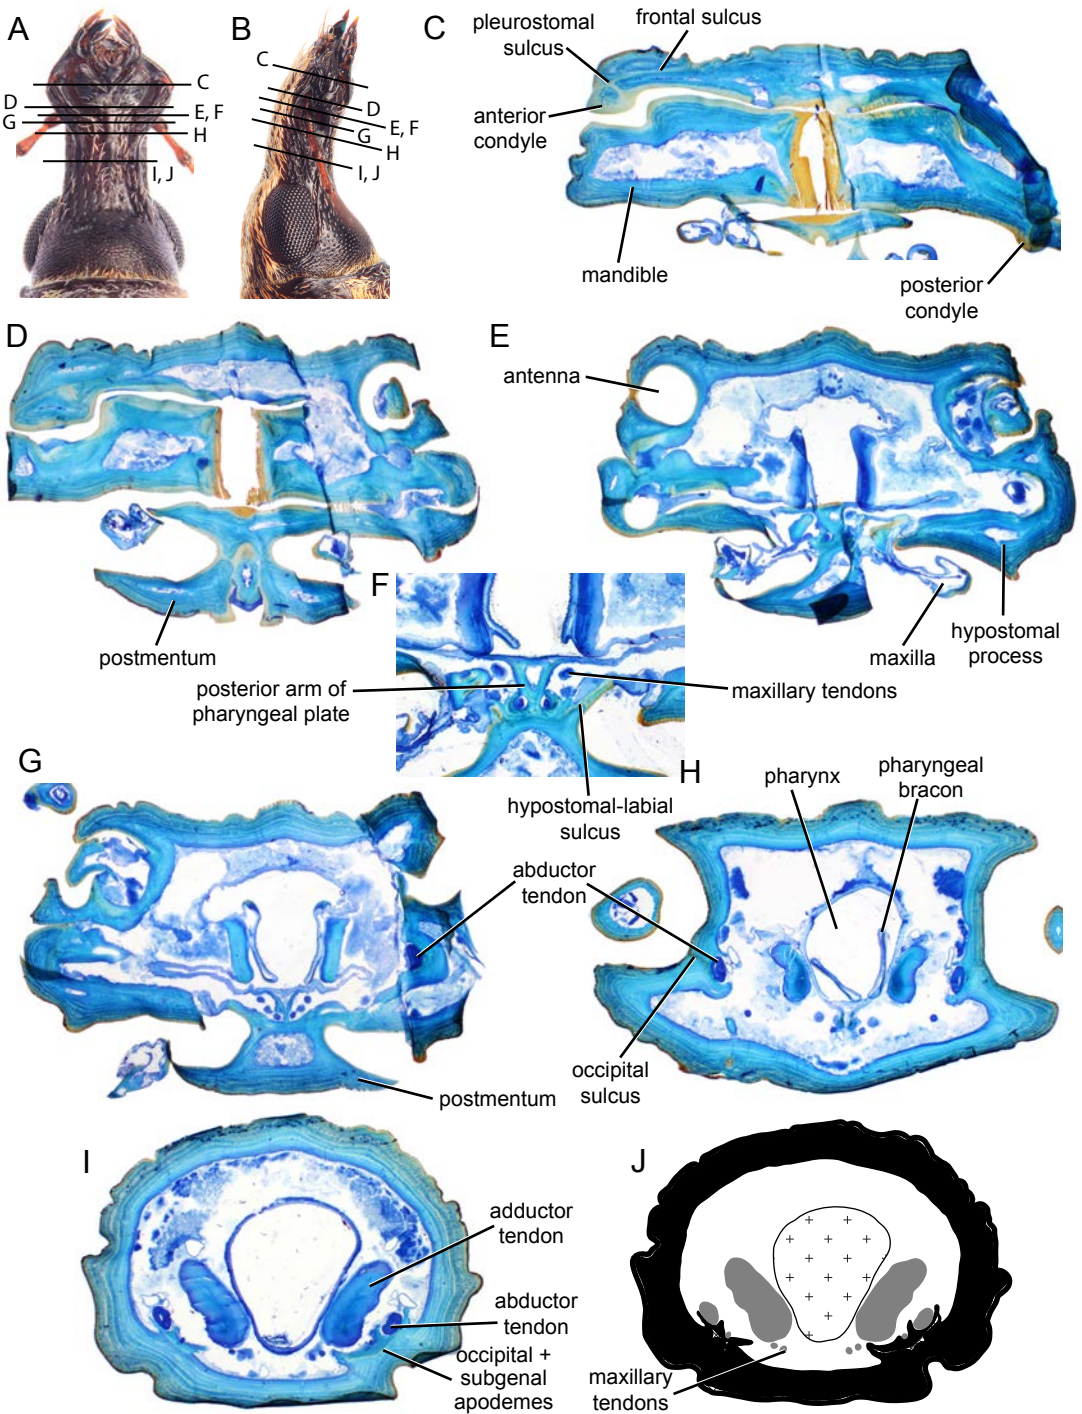 A
C
D
E, F
G
H
I, J
B
C
D
E, F
G
H
I, J
C
pleurostomal
sulcus
frontal sulcus
anterior
condyle
mandible
posterior
condyle
D
postmentum
E
antenna
maxilla
hypostomal
process
F
posterior arm of
pharyngeal plate
maxillary tendons
hypostomal-labial
sulcus
G
abductor
tendon
postmentum
H
pharynx
pharyngeal
bracon
occipital
sulcus
I
adductor
tendon
abductor
tendon
occipital +
subgenal
apodemes
J
maxillary
tendons